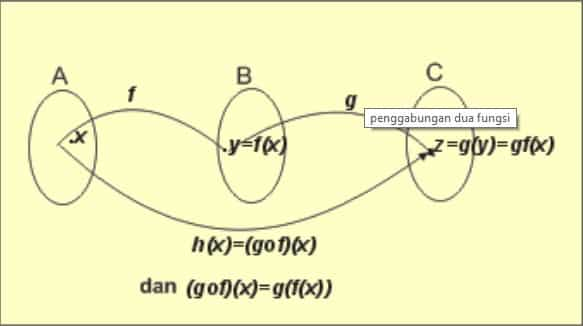 A
f
B
g
C
penggabungan dua fungsi
.x
.y=f(x)
z=g(y)=gf(x)
h(x)=(gof)(x)
dan (gof)(x)=g(f(x))